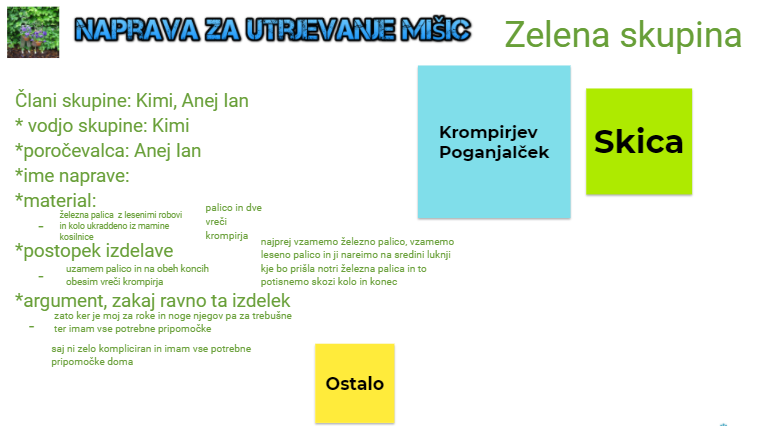 NAPRAVA ZA UTRJEVANJE MIŠIC
Zelena skupina
Člani skupine: Kimi, Anej Ian
* vodjo skupine: Kimi
*poročevalca: Anej Ian
*ime naprave:
*material:
- železna palica z lesenimi robovi
in kolo ukraddeno iz mamine
kosilnice
palico in dve
vreči
krompirja
*postopek izdelave
- uzamem palico in na obeh koncih
obesim vreči krompirja
najprej vzamemo železno palico, vzamemo
leseno palico in ji nareimo na sredini luknji
kje bo prišla notri železna palica in to
potisnemo skozi kolo in konec
*argument, zakaj ravno ta izdelek
- zato ker je moj za roke in noge njegov pa za trebušne
ter imam vse potrebne pripomočke
saj ni zelo kompliciran in imam vse potrebne
pripomočke doma
Krompirjev
Poganjalček
Skica
Ostalo